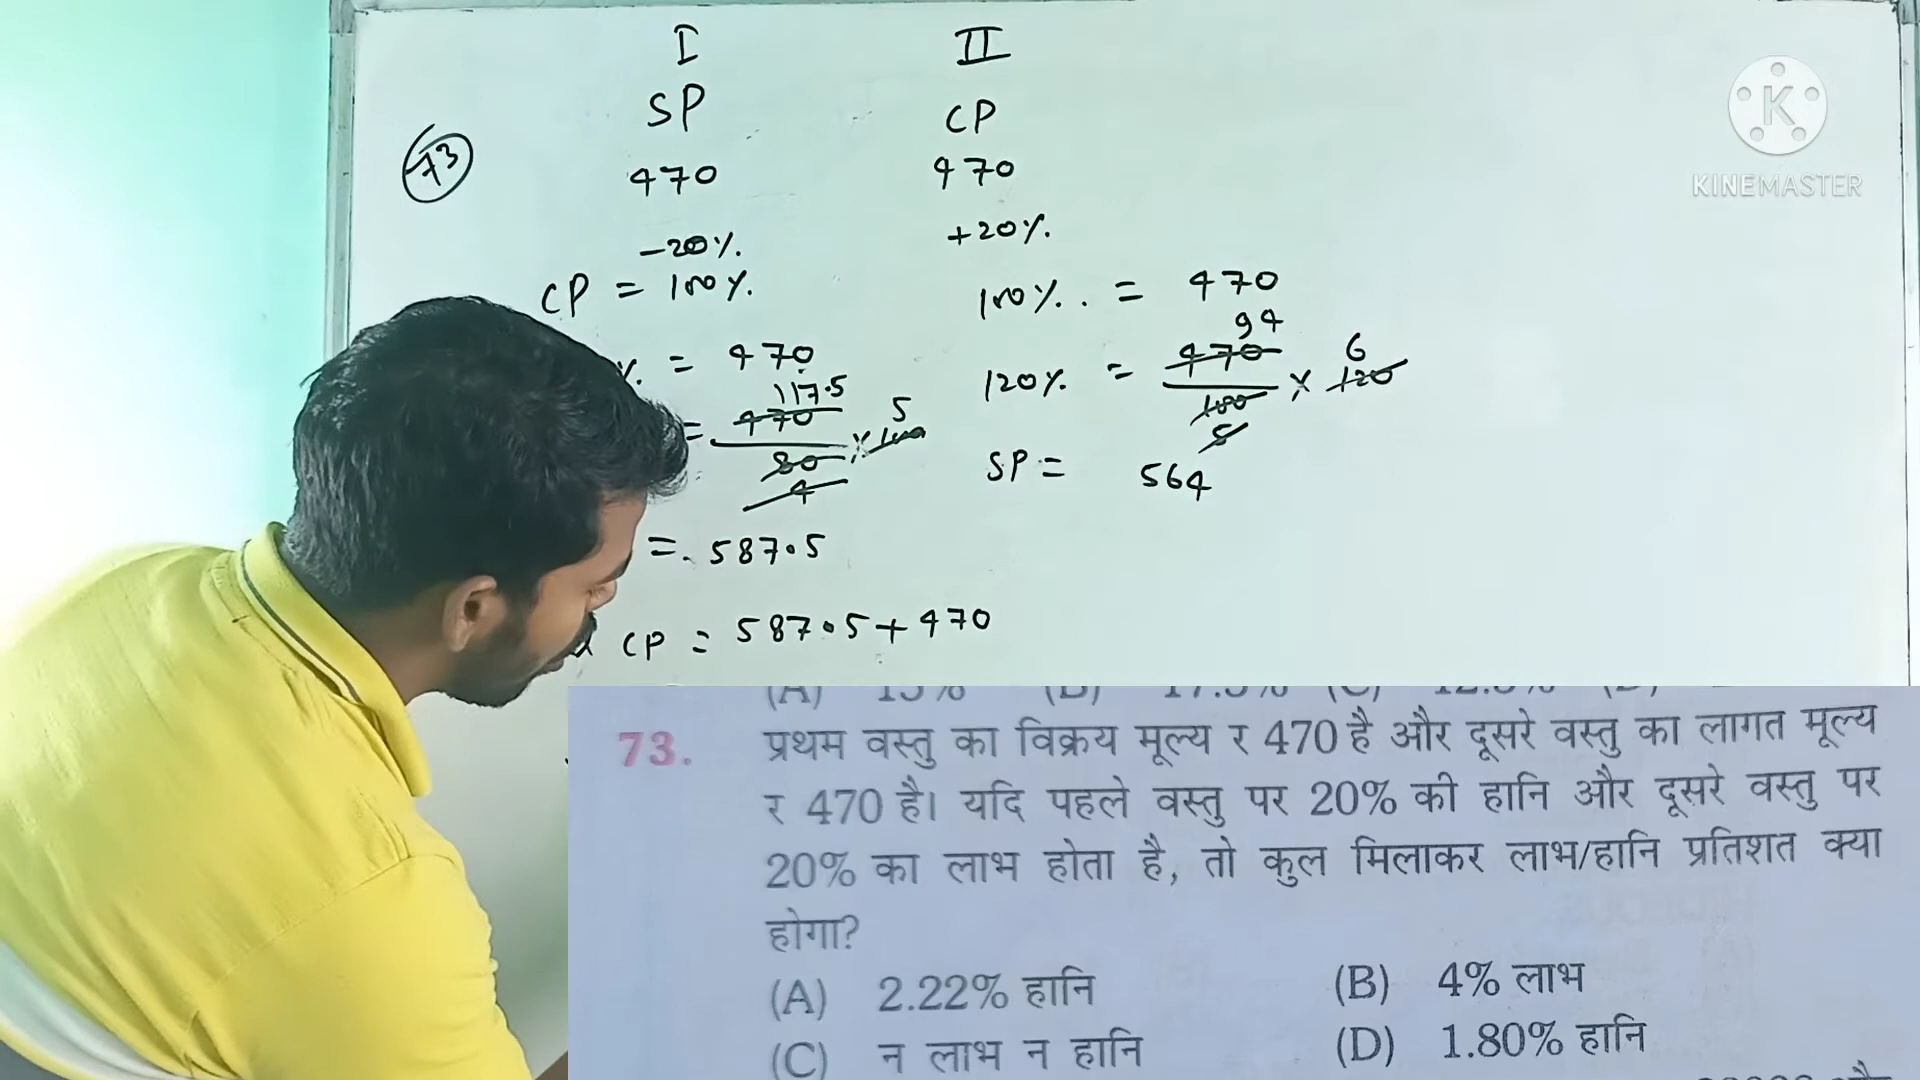 I II
SP CP
73
470 470
-20% +20%.
CP = 100%. 100%. = 470
% = 470 94
117.5 120% = 470 6
= 470 5 100 × 120
80 × 100 5
4 SP = 564
= 587.5
CP = 587.5 + 470
KINEMASTER
73. प्रथम वस्तु का विक्रय मूल्य र 470 है और दूसरे वस्तु का लागत मूल्य
र 470 है। यदि पहले वस्तु पर 20% की हानि और दूसरे वस्तु पर
20% का लाभ होता है, तो कुल मिलाकर लाभ/हानि प्रतिशत क्या
होगा?
(A) 2.22% हानि (B) 4% लाभ
(C) न लाभ न हानि (D) 1.80% हानि